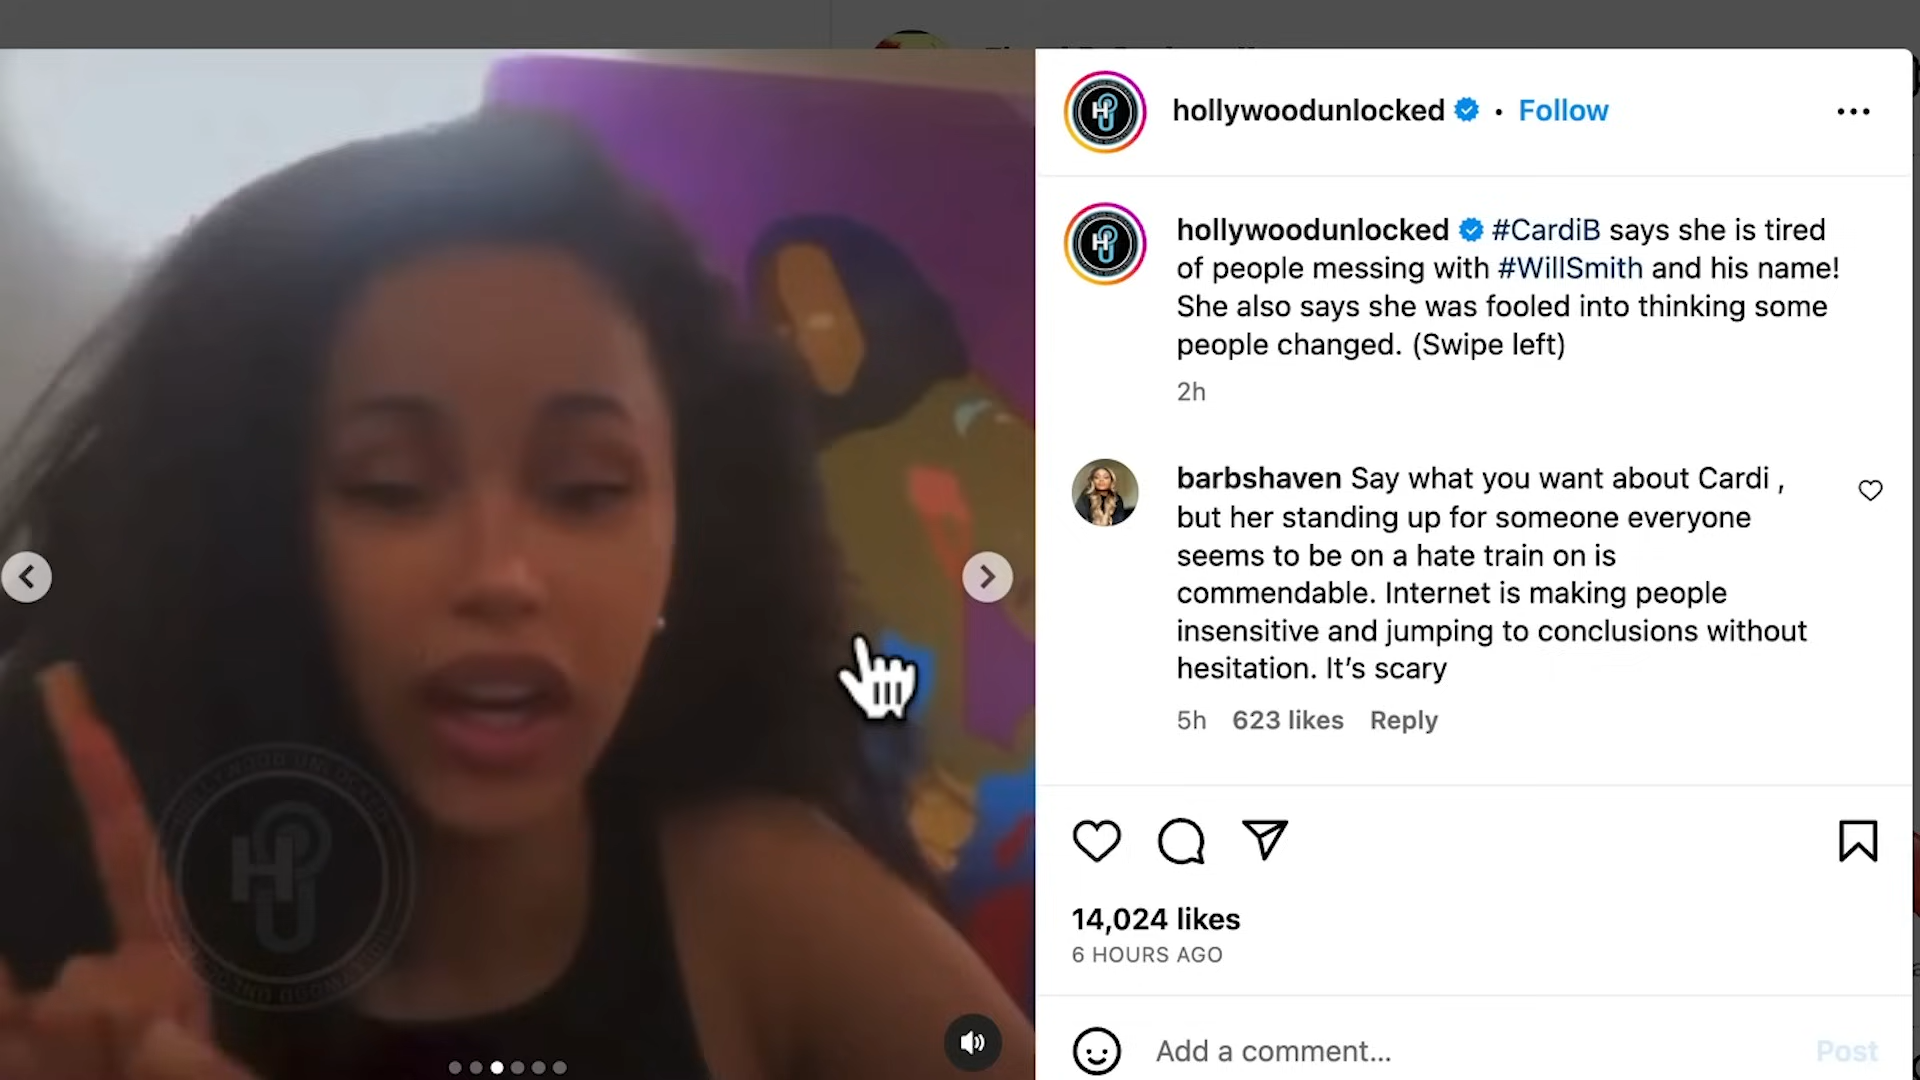 hollywoodunlocked • Follow
hollywoodunlocked #CardiB says she is tired
of people messing with #WillSmith and his name!
She also says she was fooled into thinking some
people changed. (Swipe left)
2h
barbshaven Say what you want about Cardi ,
but her standing up for someone everyone
seems to be on a hate train on is
commendable. Internet is making people
insensitive and jumping to conclusions without
hesitation. It’s scary
5h 623 likes Reply
14,024 likes
6 HOURS AGO
Add a comment... Post
HOLLYWOOD UNLOCKED
HU